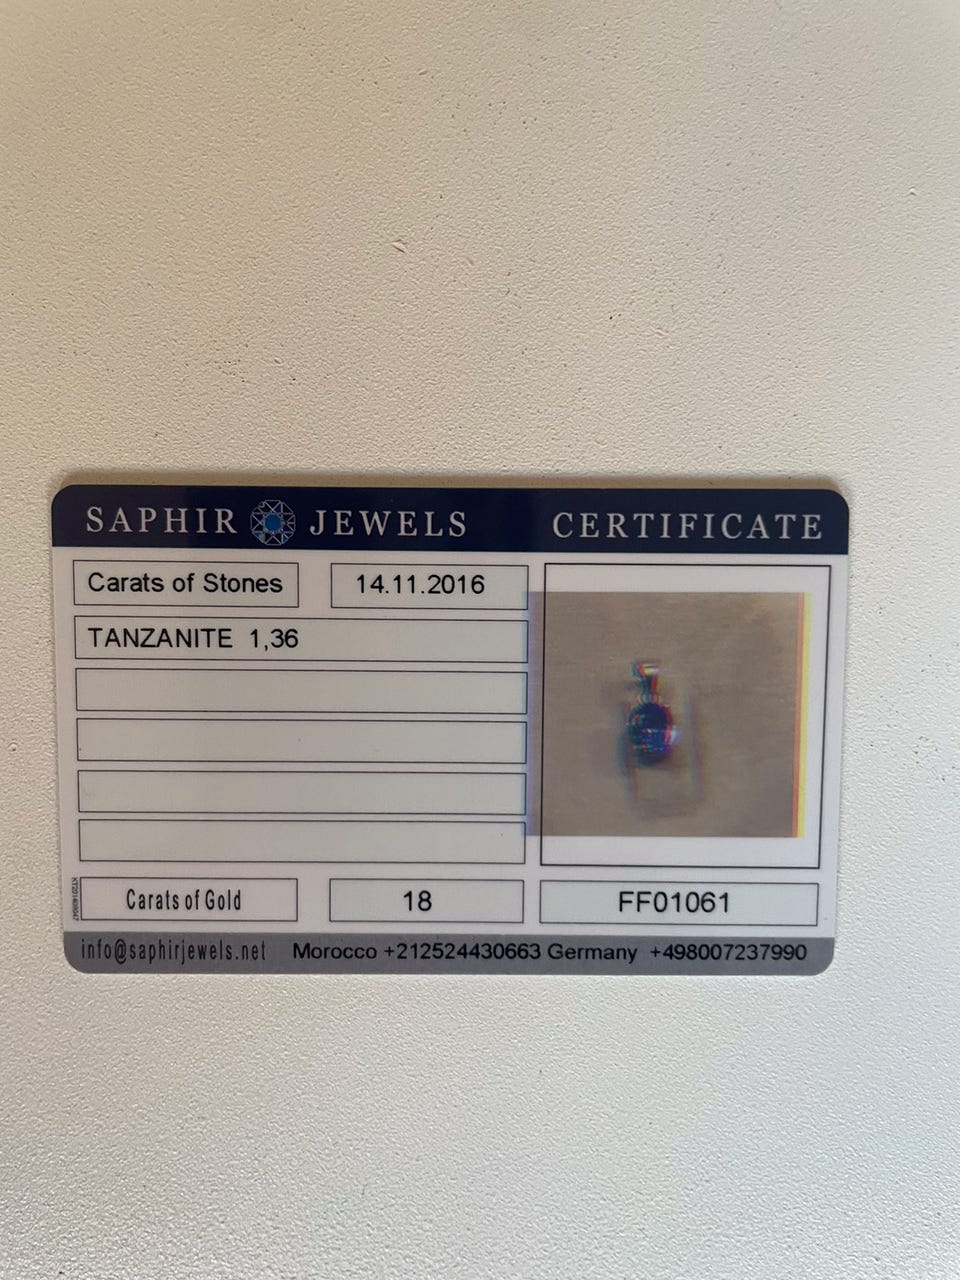 SAPHIR JEWELS CERTIFICATE
Carats of Stones 14.11.2016
TANZANITE 1,36
Carats of Gold 18 FF01061
info@saphirjewels.net Morocco +212524430663 Germany +498007237990